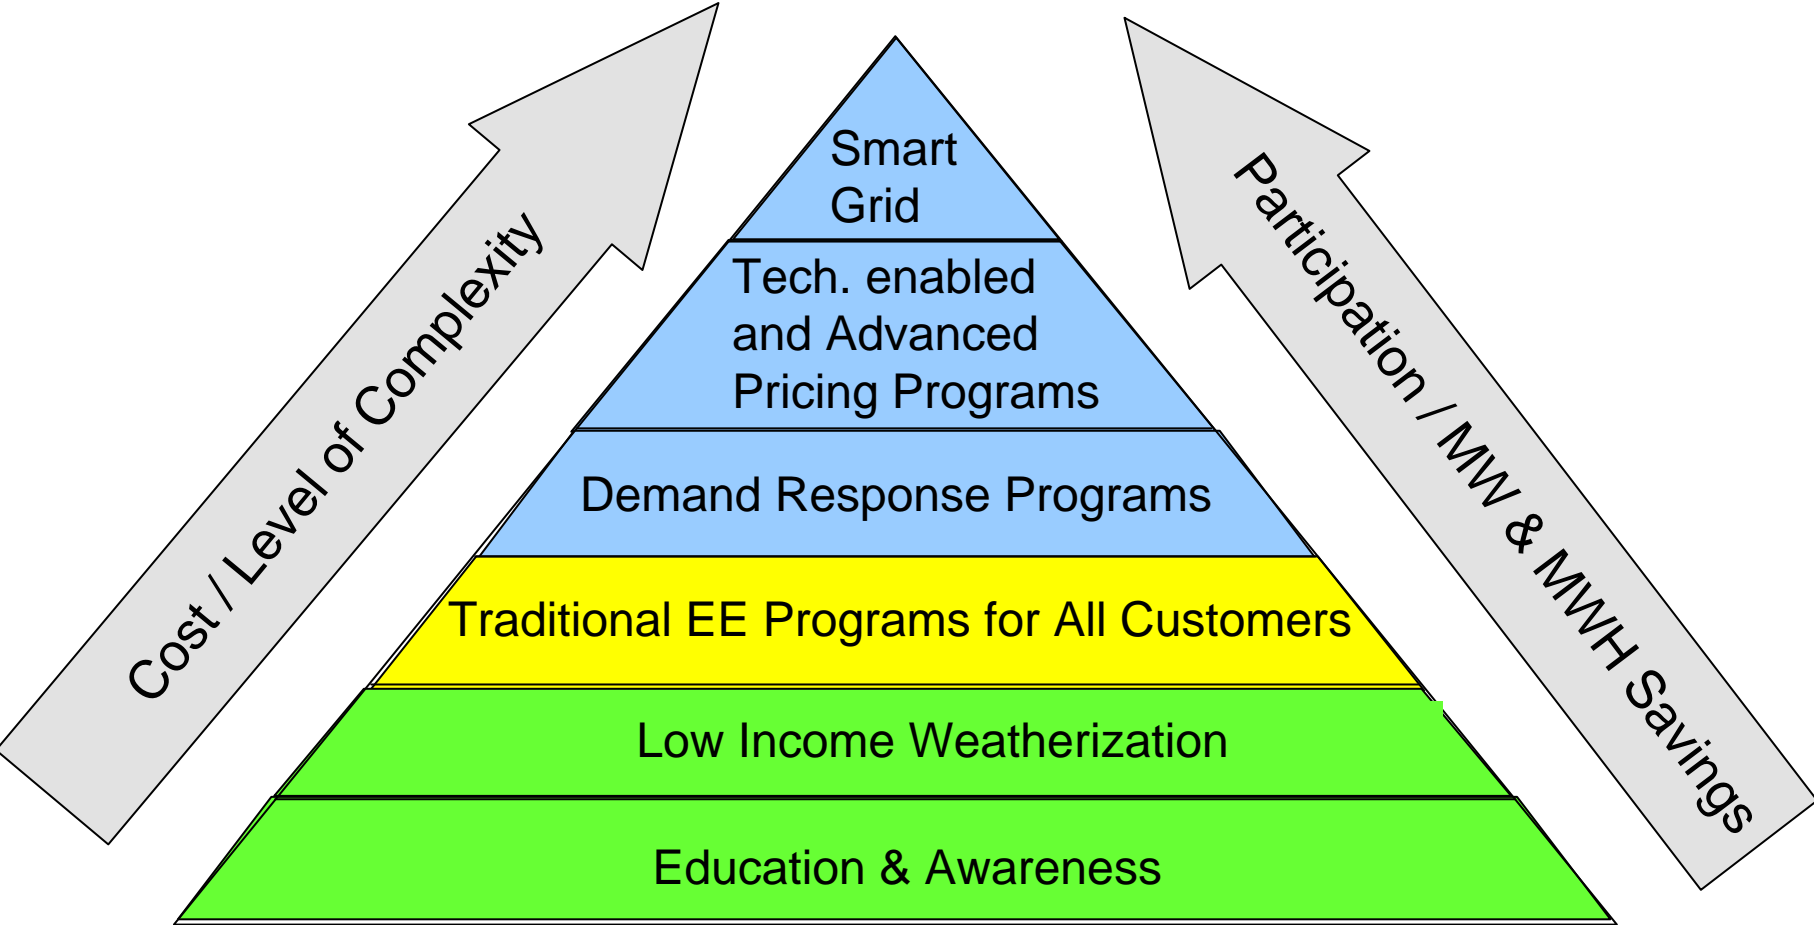 Smart
Grid
Tech. enabled
and Advanced
Pricing Programs
Demand Response Programs
Traditional EE Programs for All Customers
Low Income Weatherization
Education & Awareness
Cost / Level of Complexity
Participation / MW & MWH Savings